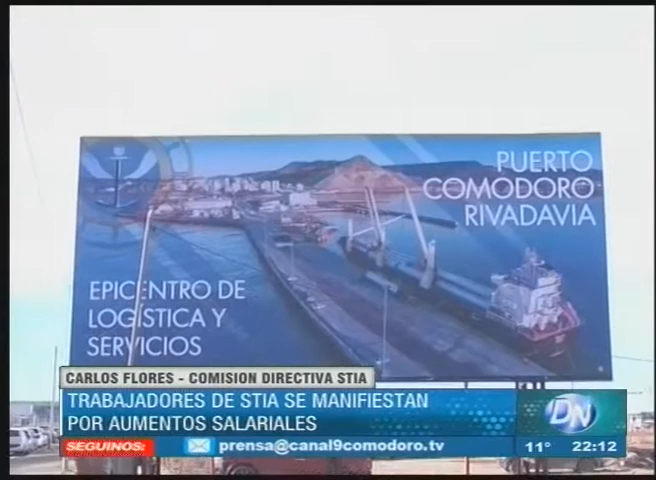 PUERTO
COMODORO
RIVADAVIA
EPICENTRO DE
LOGÍSTICA Y
SERVICIOS
CARLOS FLORES - COMISION DIRECTIVA STIA
TRABAJADORES DE STIA SE MANIFIESTAN
POR AUMENTOS SALARIALES
DN
SEGUINOS: prensa@canal9comodoro.tv 11° 22:12